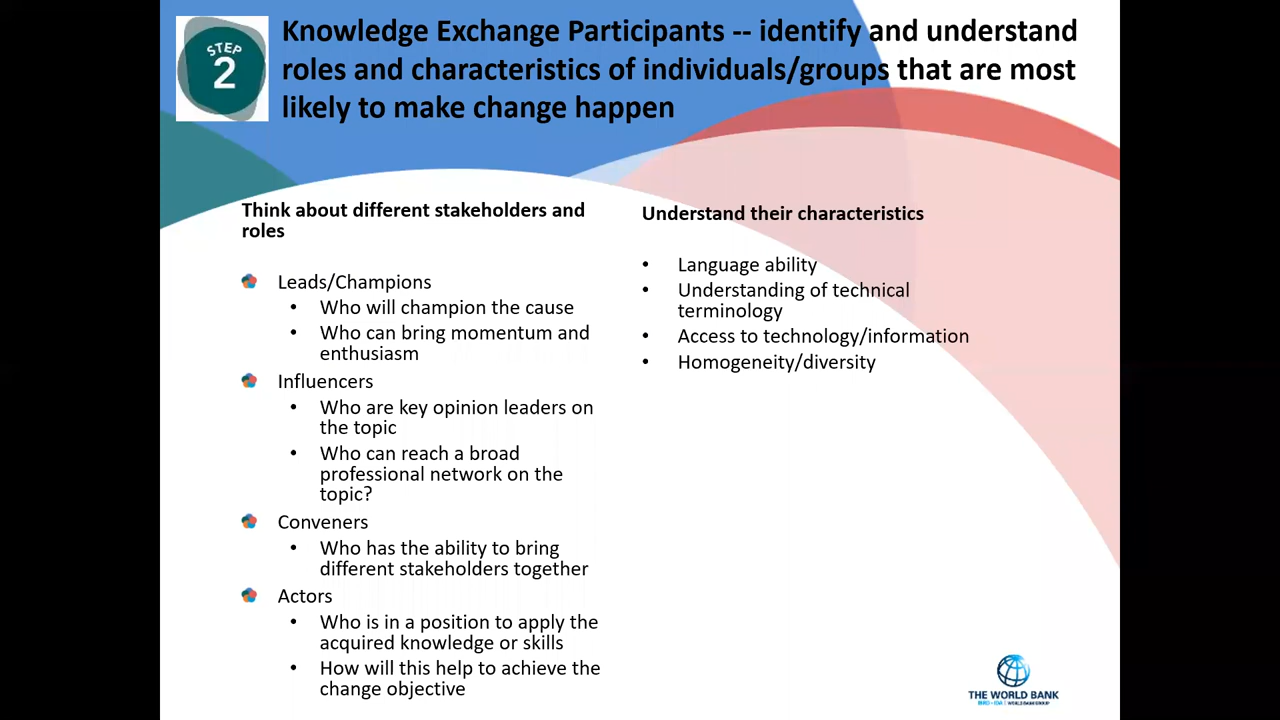 STEP
2
Knowledge Exchange Participants -- identify and understand
roles and characteristics of individuals/groups that are most
likely to make change happen
Think about different stakeholders and
roles
Leads/Champions
• Who will champion the cause
• Who can bring momentum and
enthusiasm
Influencers
• Who are key opinion leaders on
the topic
• Who can reach a broad
professional network on the
topic?
Conveners
• Who has the ability to bring
different stakeholders together
Actors
• Who is in a position to apply the
acquired knowledge or skills
• How will this help to achieve the
change objective
Understand their characteristics
• Language ability
• Understanding of technical
terminology
• Access to technology/information
• Homogeneity/diversity
THE WORLD BANK
IBRD • IDA | WORLD BANK GROUP